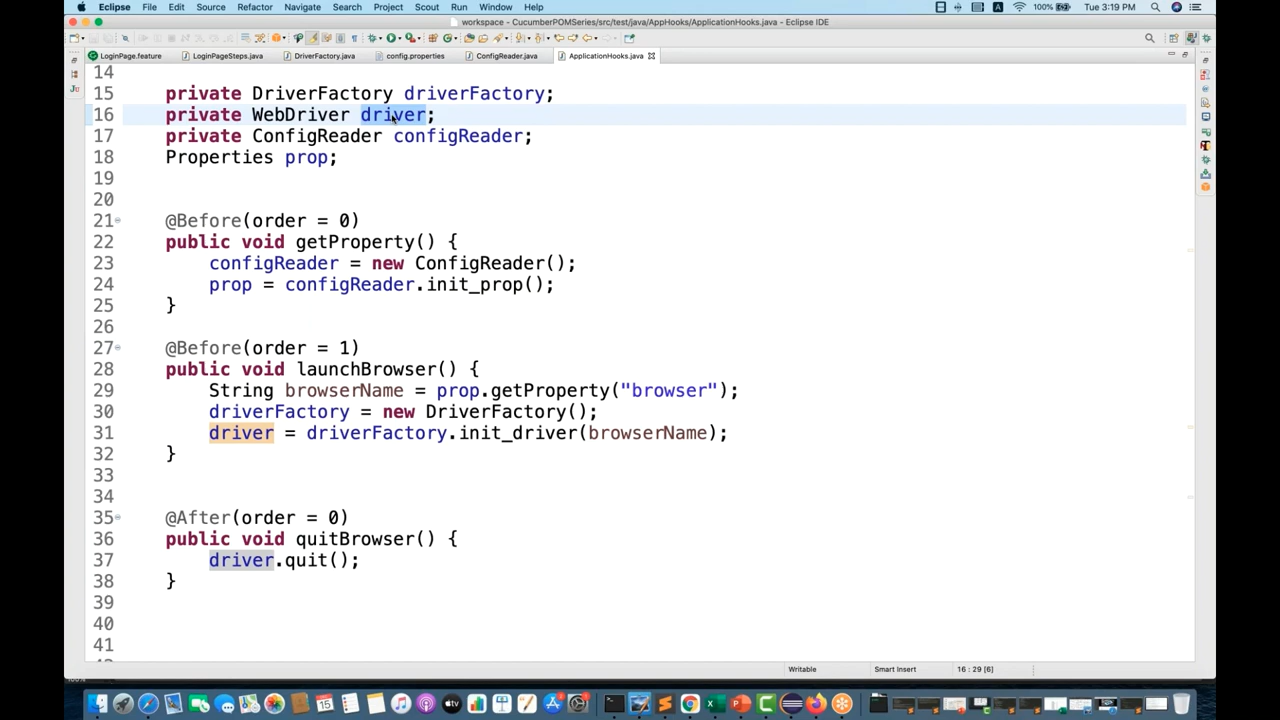 Eclipse File Edit Source Refactor Navigate Search Project Scout Run Window Help 100% Tue 3:19 PM
workspace - CucumberPOMSeries/src/test/java/AppHooks/ApplicationHooks.java - Eclipse IDE
LoginPage.feature LoginPageSteps.java DriverFactory.java config.properties ConfigReader.java ApplicationHooks.java
14
15 private DriverFactory driverFactory;
16 private WebDriver driver;
17 private ConfigReader configReader;
18 Properties prop;
19
20
21 @Before(order = 0)
22 public void getProperty() {
23 configReader = new ConfigReader();
24 prop = configReader.init_prop();
25 }
26
27 @Before(order = 1)
28 public void launchBrowser() {
29 String browserName = prop.getProperty("browser");
30 driverFactory = new DriverFactory();
31 driver = driverFactory.init_driver(browserName);
32 }
33
34
35 @After(order = 0)
36 public void quitBrowser() {
37 driver.quit();
38 }
39
40
41
Writable Smart Insert 16 : 29 [6]